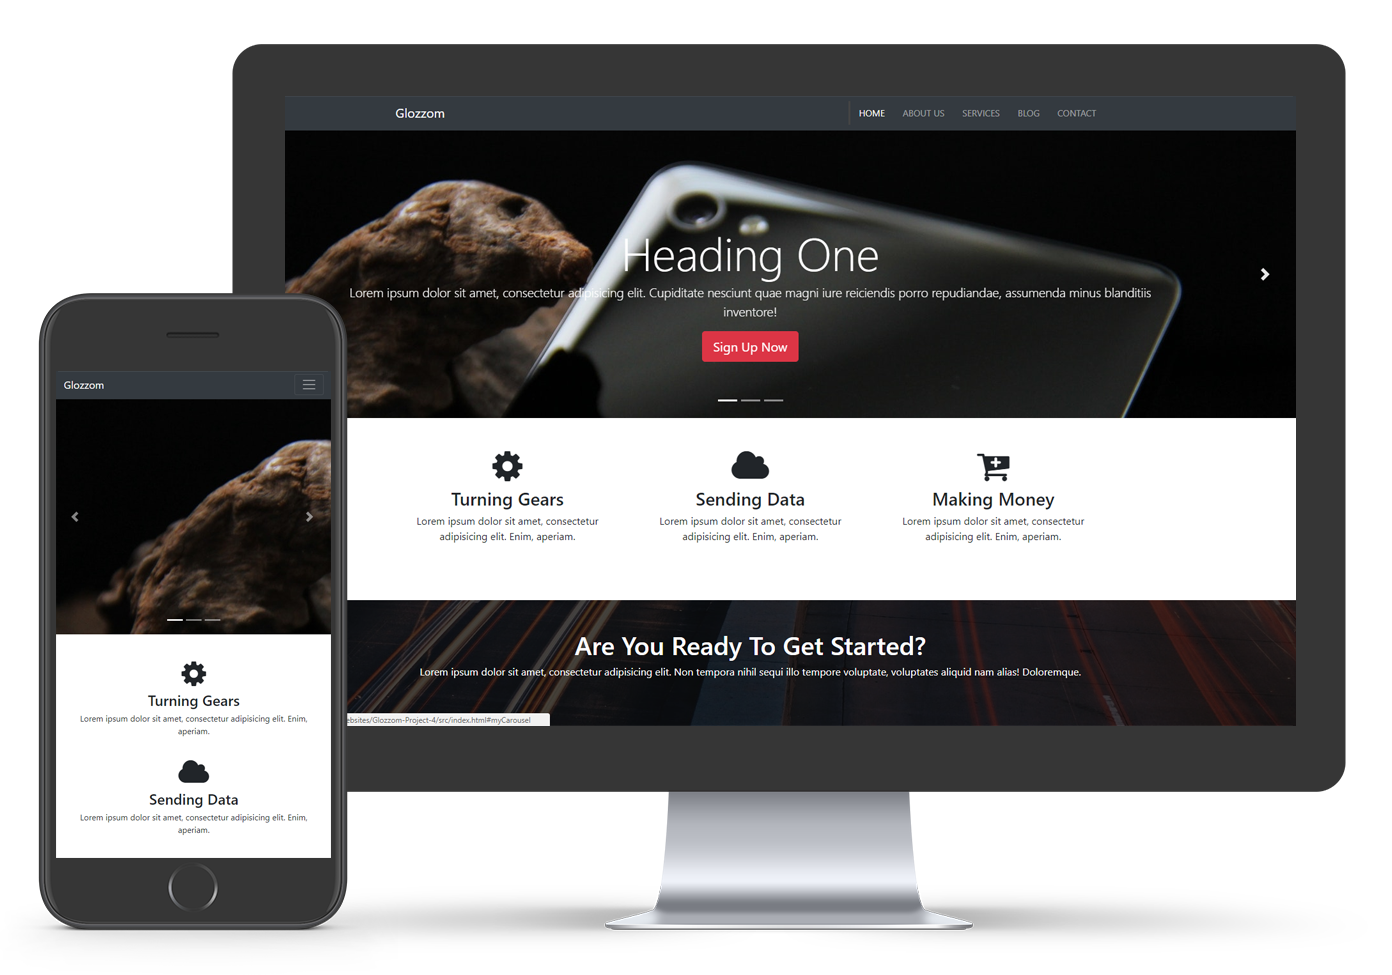 Glozzom
HOME ABOUT US SERVICES BLOG CONTACT
Heading One
Lorem ipsum dolor sit amet, consectetur adipisicing elit. Cupiditate nesciunt quae magni iure reiciendis porro repudiandae, assumenda minus blanditiis
inventore!
Sign Up Now
Turning Gears
Lorem ipsum dolor sit amet, consectetur
adipisicing elit. Enim, aperiam.
Sending Data
Lorem ipsum dolor sit amet, consectetur
adipisicing elit. Enim, aperiam.
Making Money
Lorem ipsum dolor sit amet, consectetur
adipisicing elit. Enim, aperiam.
Are You Ready To Get Started?
Lorem ipsum dolor sit amet, consectetur adipisicing elit. Non tempora nihil sequi illo tempore voluptate, voluptates aliquid nam alias! Doloremque.
ebsites/Glozzom-Project-4/src/index.html#myCarousel
Glozzom
Turning Gears
Lorem ipsum dolor sit amet, consectetur adipisicing elit. Enim,
aperiam.
Sending Data
Lorem ipsum dolor sit amet, consectetur adipisicing elit. Enim,
aperiam.